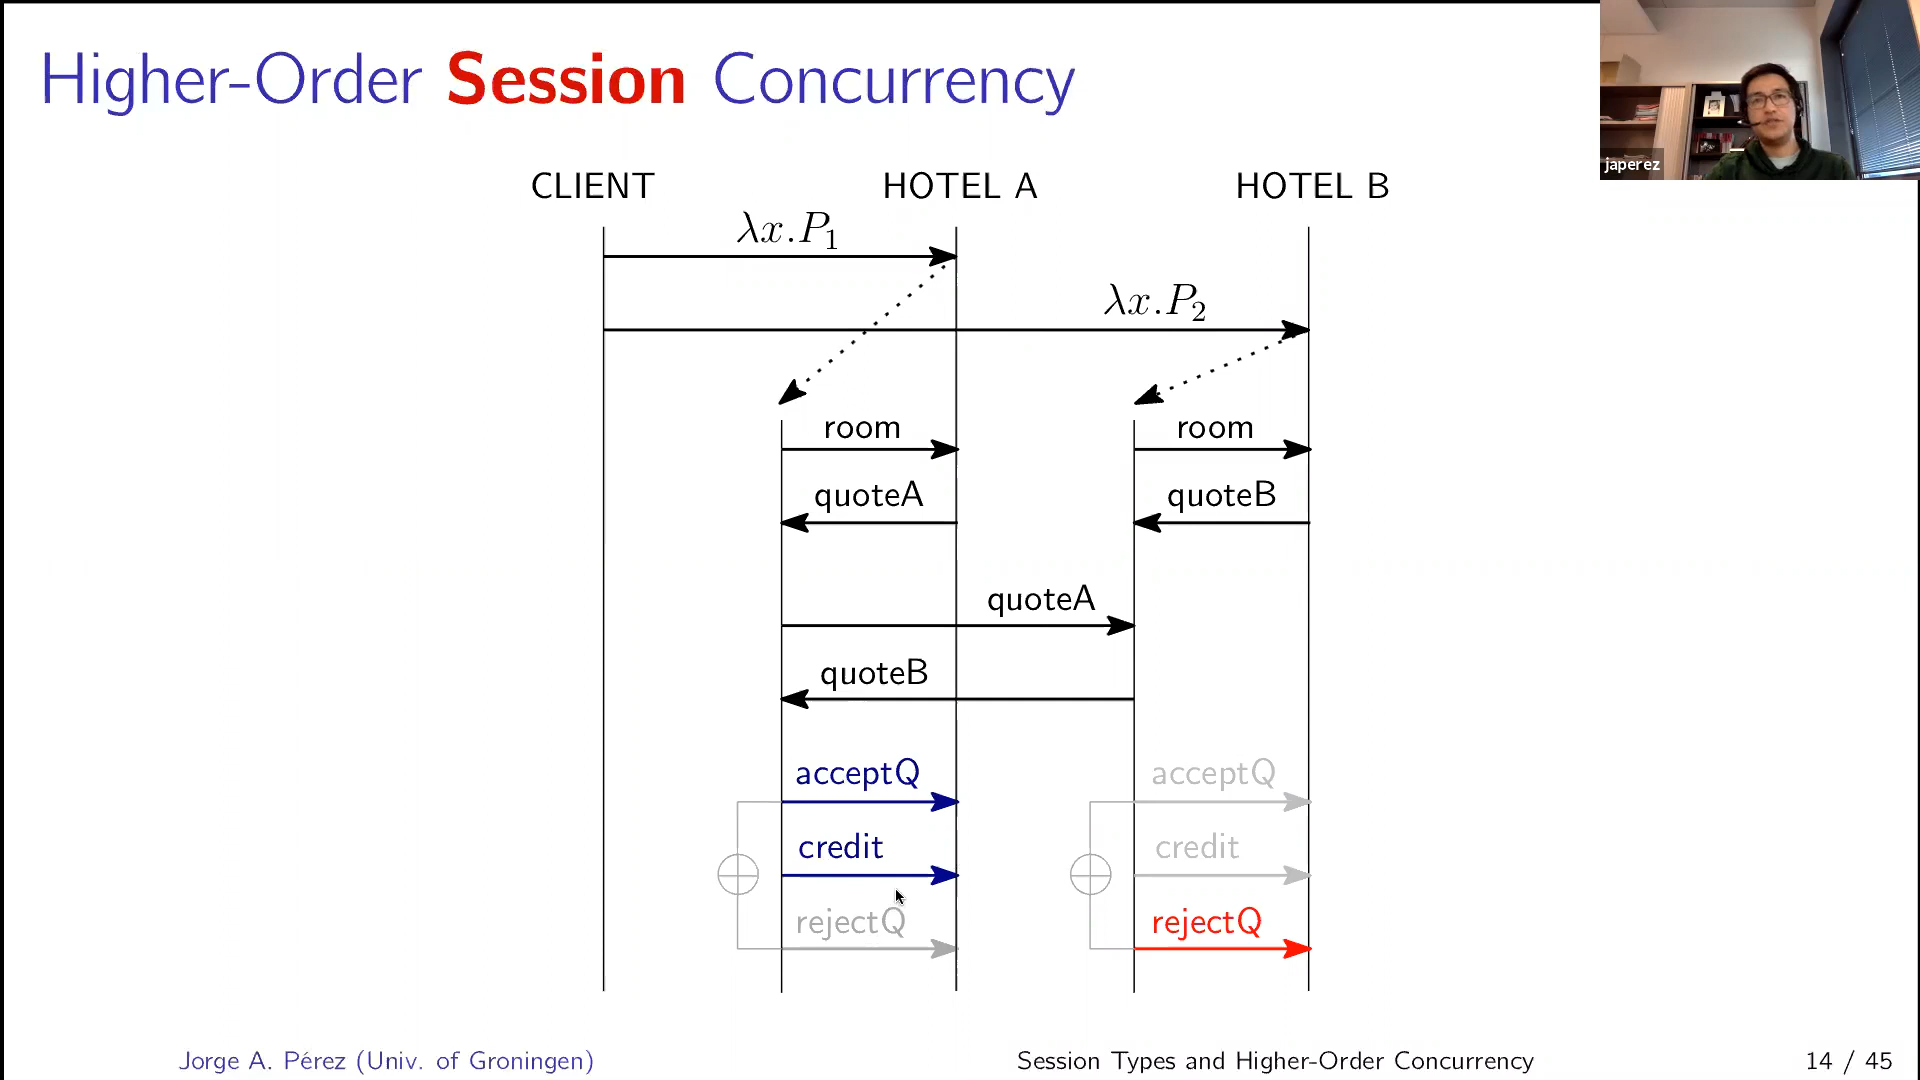 Higher-Order Session Concurrency
japerez
CLIENT HOTEL A HOTEL B
λx.P₁
λx.P₂
room room
quoteA quoteB
quoteA
quoteB
acceptQ acceptQ
credit credit
rejectQ rejectQ
Jorge A. Pérez (Univ. of Groningen) Session Types and Higher-Order Concurrency 14 / 45